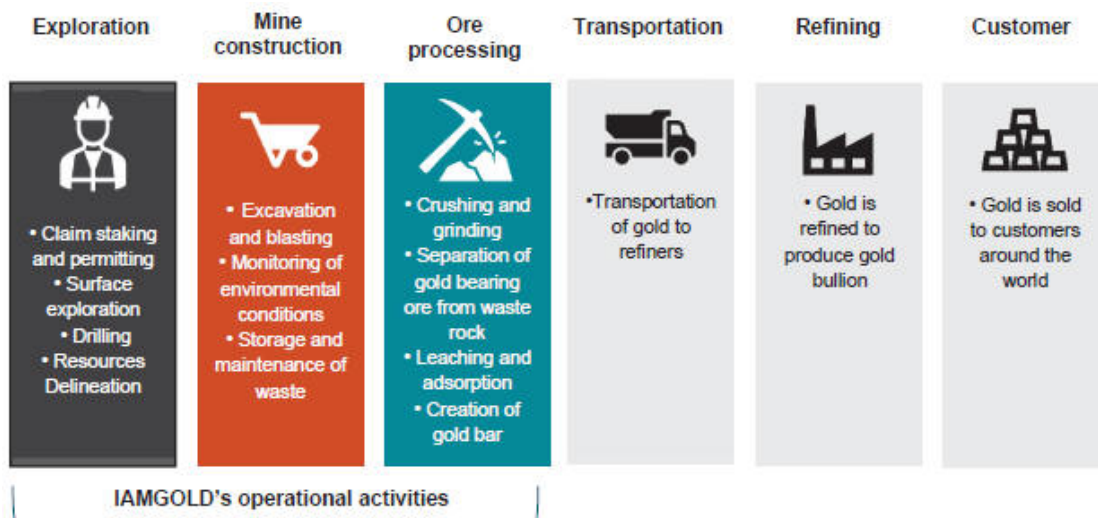 Exploration
Mine
construction
Ore
processing
Transportation
Refining
Customer
• Claim staking
and permitting
• Surface
exploration
• Drilling
• Resources
Delineation
• Excavation
and blasting
• Monitoring of
environmental
conditions
• Storage and
maintenance of
waste
• Crushing and
grinding
• Separation of
gold bearing
ore from waste
rock
• Leaching and
adsorption
• Creation of
gold bar
•Transportation
of gold to
refiners
• Gold is
refined to
produce gold
bullion
• Gold is sold
to customers
around the
world
IAMGOLD's operational activities